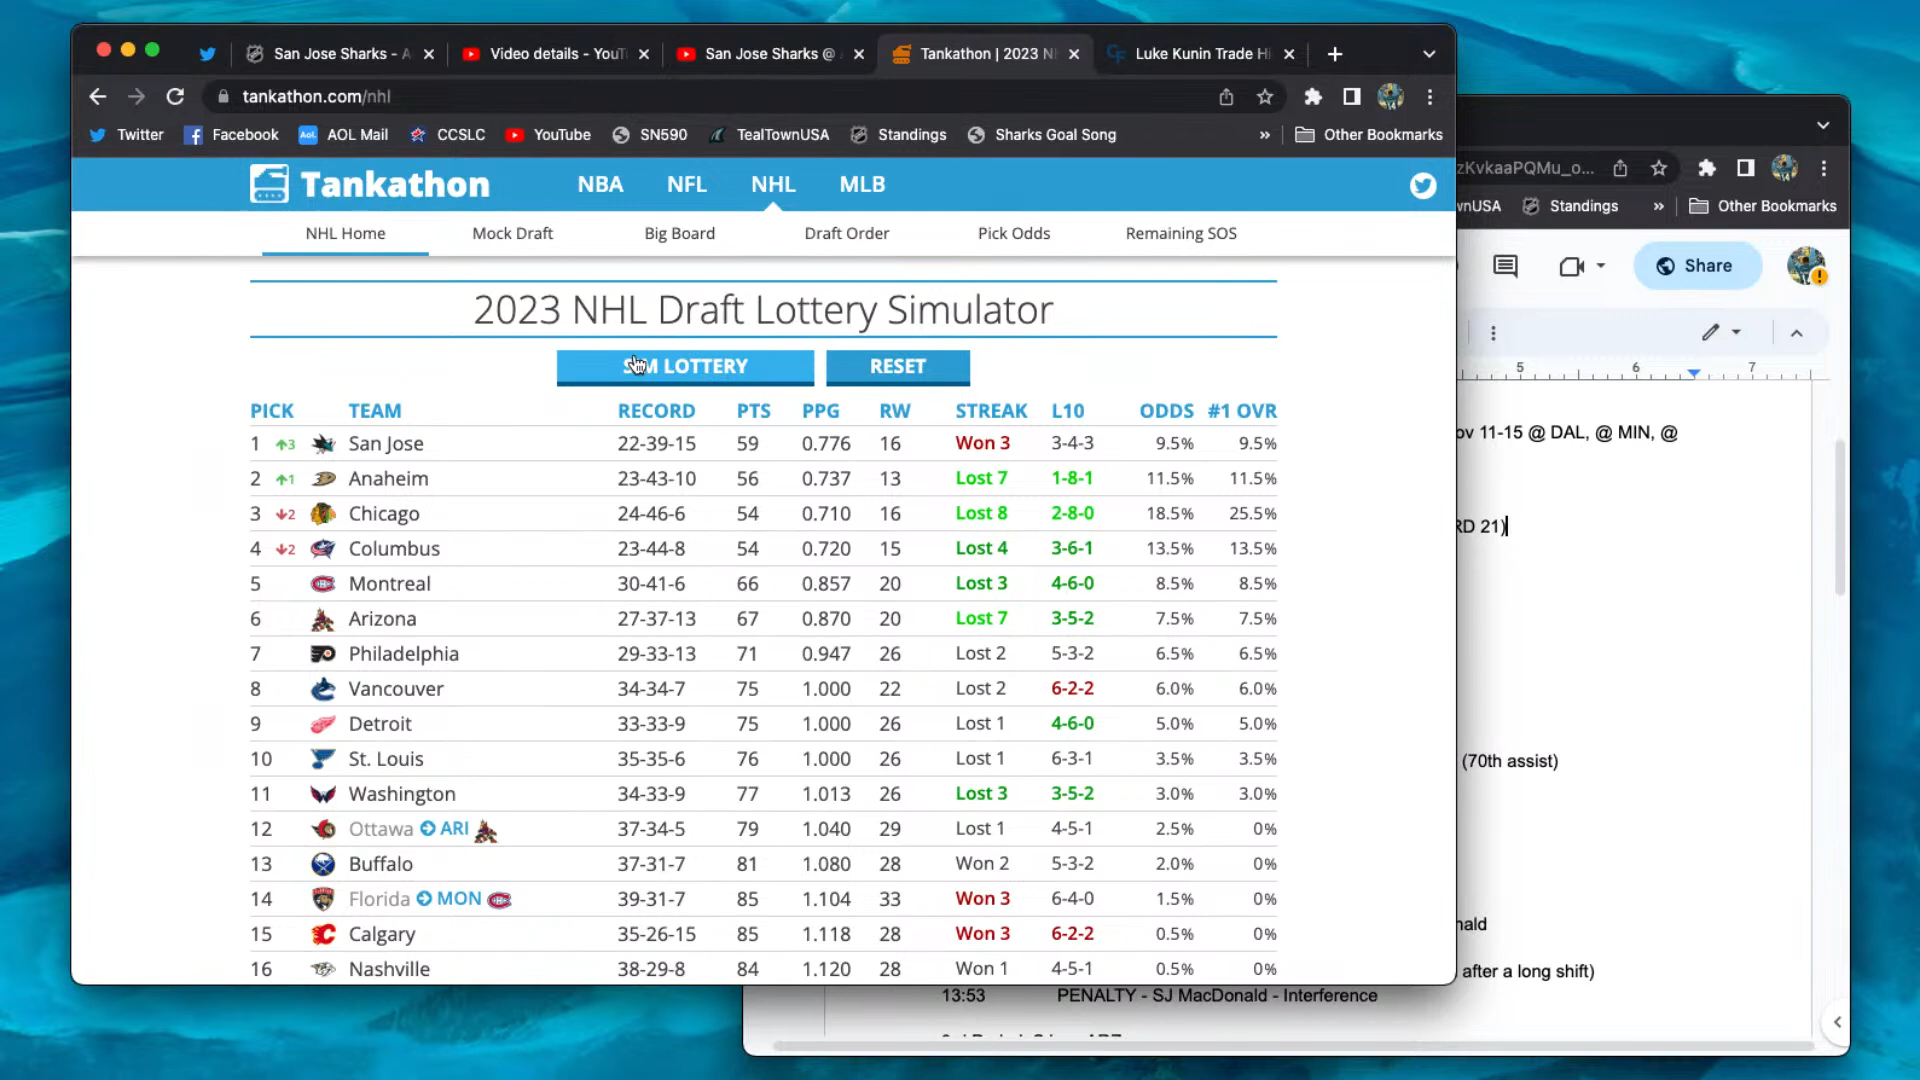 San Jose Sharks - A
Video details - YouTu
San Jose Sharks @
Tankathon | 2023 N
Luke Kunin Trade Hi
tankathon.com/nhl
Twitter Facebook AOL Mail CCSLC YouTube SN590 TealTownUSA Standings Sharks Goal Song » Other Bookmarks
zKvkaaPQMu_o...
wnUSA Standings » Other Bookmarks
Tankathon NBA NFL NHL MLB
NHL Home Mock Draft Big Board Draft Order Pick Odds Remaining SOS
Share
2023 NHL Draft Lottery Simulator
SIM LOTTERY RESET
5 6 7
PICK TEAM RECORD PTS PPG RW STREAK L10 ODDS #1 OVR
1 3 San Jose 22-39-15 59 0.776 16 Won 3 3-4-3 9.5% 9.5%
2 1 Anaheim 23-43-10 56 0.737 13 Lost 7 1-8-1 11.5% 11.5%
3 2 Chicago 24-46-6 54 0.710 16 Lost 8 2-8-0 18.5% 25.5%
4 2 Columbus 23-44-8 54 0.720 15 Lost 4 3-6-1 13.5% 13.5%
5 Montreal 30-41-6 66 0.857 20 Lost 3 4-6-0 8.5% 8.5%
6 Arizona 27-37-13 67 0.870 20 Lost 7 3-5-2 7.5% 7.5%
7 Philadelphia 29-33-13 71 0.947 26 Lost 2 5-3-2 6.5% 6.5%
8 Vancouver 34-34-7 75 1.000 22 Lost 2 6-2-2 6.0% 6.0%
9 Detroit 33-33-9 75 1.000 26 Lost 1 4-6-0 5.0% 5.0%
10 St. Louis 35-35-6 76 1.000 26 Lost 1 6-3-1 3.5% 3.5%
11 Washington 34-33-9 77 1.013 26 Lost 3 3-5-2 3.0% 3.0%
12 Ottawa ARI 37-34-5 79 1.040 29 Lost 1 4-5-1 2.5% 0%
13 Buffalo 37-31-7 81 1.080 28 Won 2 5-3-2 2.0% 0%
14 Florida MON 39-31-7 85 1.104 33 Won 3 6-4-0 1.5% 0%
15 Calgary 35-26-15 85 1.118 28 Won 3 6-2-2 0.5% 0%
16 Nashville 38-29-8 84 1.120 28 Won 1 4-5-1 0.5% 0%
ov 11-15 @ DAL, @ MIN, @
RD 21)
(70th assist)
nald
after a long shift)
13:53 PENALTY - SJ MacDonald - Interference